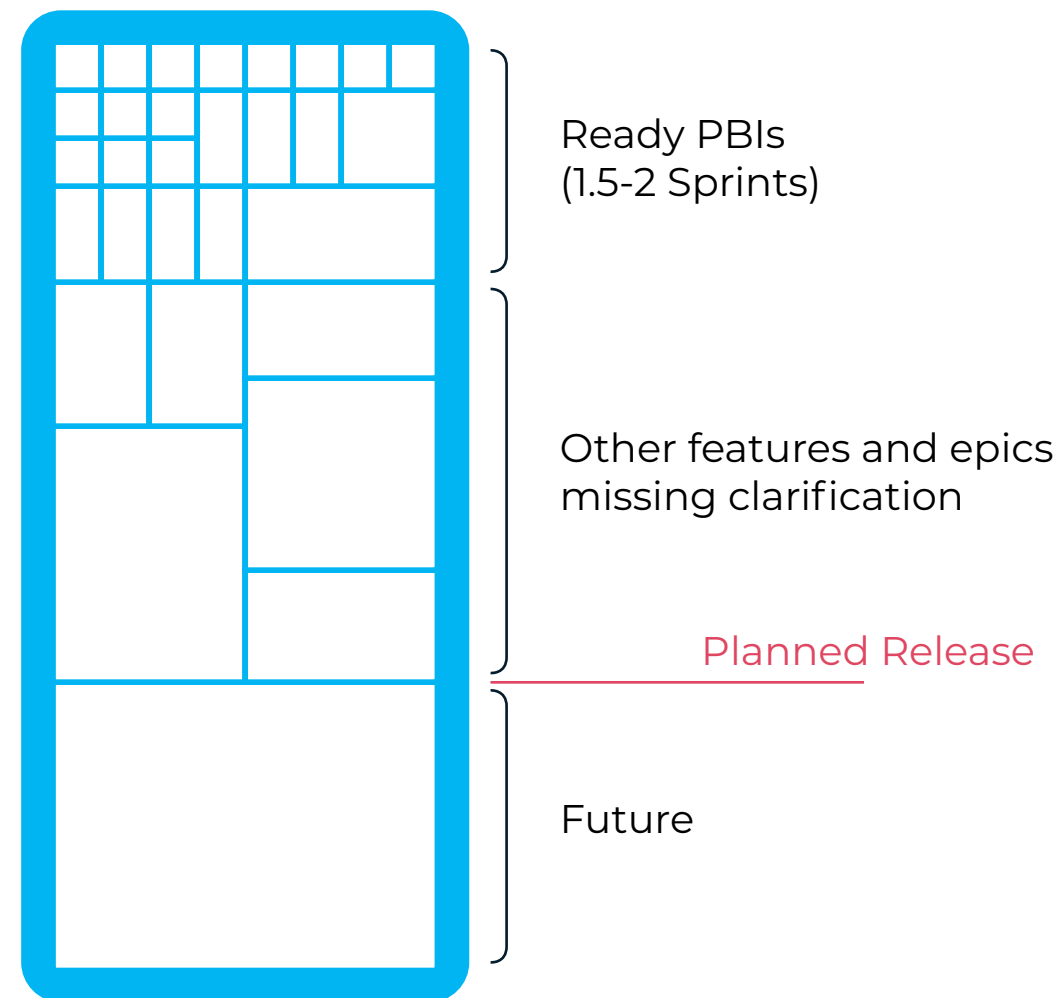 Ready PBIs
(1.5-2 Sprints)
Other features and epics
missing clarification
Planned Release
Future